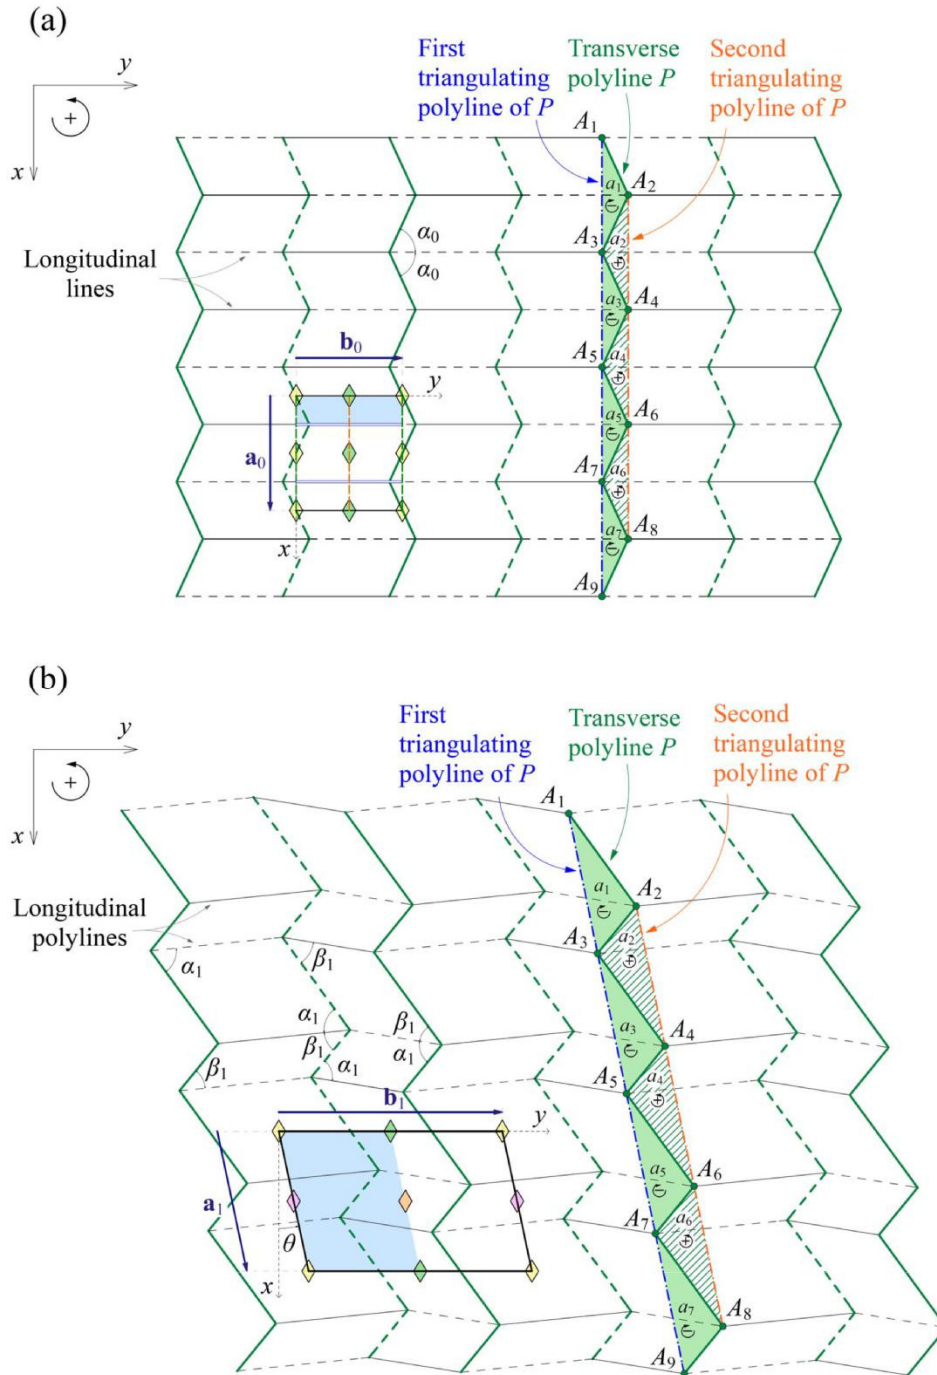 (a)
First
triangulating
polyline of P
Transverse
polyline P
Second
triangulating
polyline of P
y
+
x
A1
a1
A2
A3
a2
α0
α0
Longitudinal
lines
a3
A4
b0
A5
a4
y
a0
a5
A6
A7
a6
x
a7
A8
A9
(b)
First
triangulating
polyline of P
Transverse
polyline P
Second
triangulating
polyline of P
y
+
x
A1
a1
A2
Longitudinal
polylines
A3
a2
α1
β1
α1
β1
β1
α1
a3
A4
β1
α1
A5
a4
b1
y
a1
a5
A6
A7
a6
θ
x
a7
A8
A9